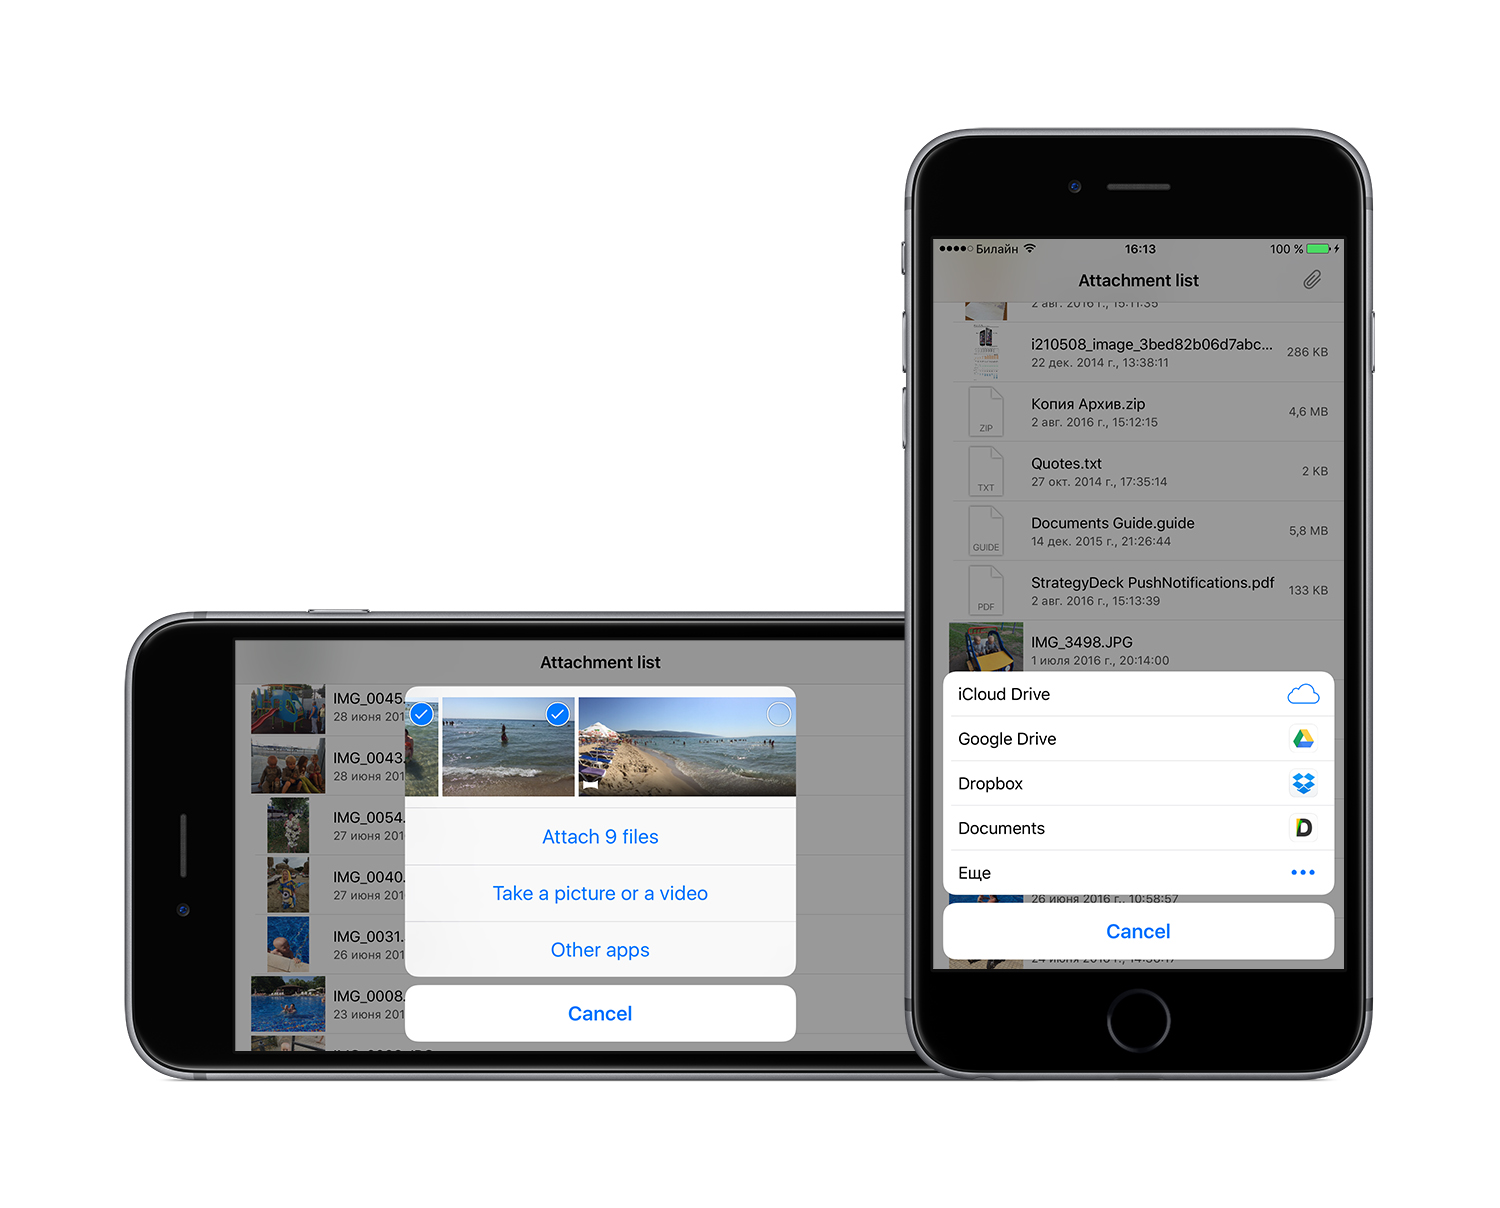 Attachment list
IMG_0045.
28 июня 201
IMG_0043.
28 июня 201
IMG_0054.
27 июня 201
IMG_0040.
27 июня 201
IMG_0031.
26 июня 201
IMG_0008.
23 июня 201
Attach 9 files
Take a picture or a video
Other apps
Cancel
Билайн
16:13
100 %
Attachment list
2 авг. 2016 г., 15:11:35
i210508_image_3bed82b06d7abc...
286 KB
22 дек. 2014 г., 13:38:11
Копия Архив.zip
4,6 MB
2 авг. 2016 г., 15:12:15
ZIP
Quotes.txt
2 KB
27 окт. 2014 г., 17:35:14
TXT
Documents Guide.guide
5,8 MB
14 дек. 2015 г., 21:26:44
GUIDE
StrategyDeck PushNotifications.pdf
133 KB
2 авг. 2016 г., 15:13:39
PDF
IMG_3498.JPG
1 июля 2016 г., 20:14:00
iCloud Drive
Google Drive
Dropbox
Documents
D
Еще
26 июня 2016 г., 10:58:57
Cancel